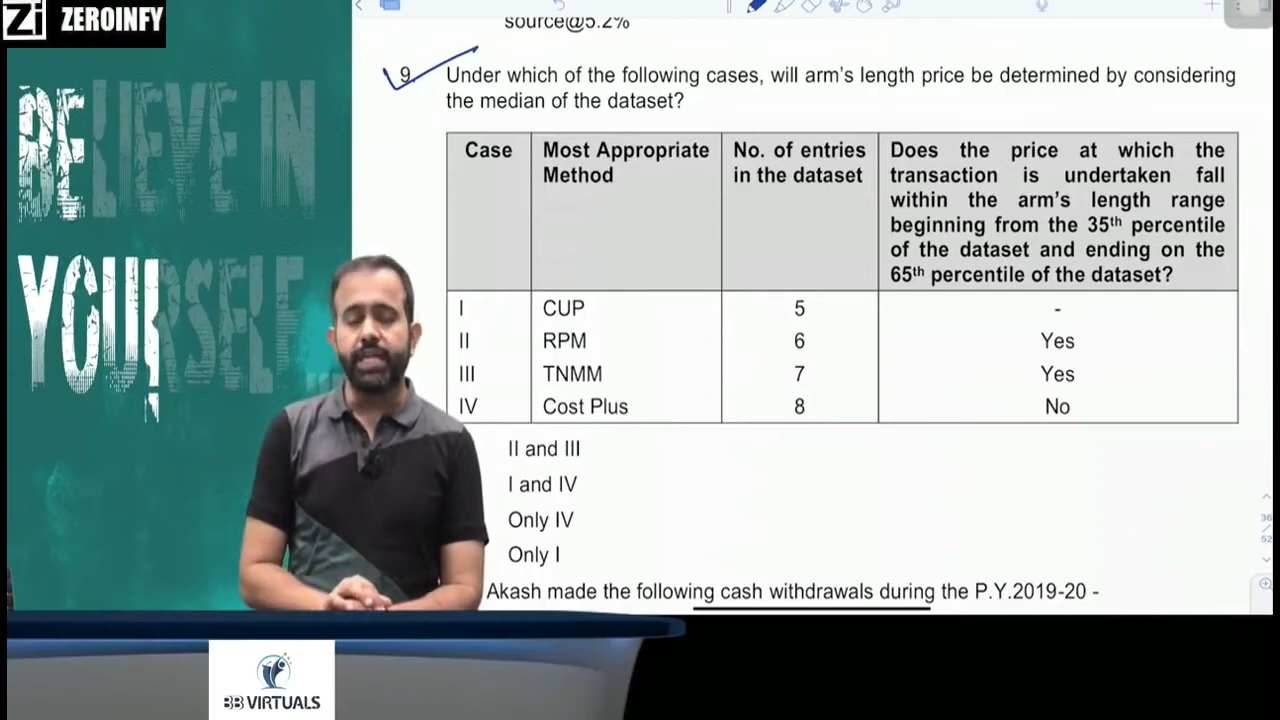 Zi ZEROINFY
BELIEVE IN
YOURSELF...
source@5.2%
9. Under which of the following cases, will arm's length price be determined by considering
the median of the dataset?
Case
Most Appropriate
Method
No. of entries
in the dataset
Does the price at which the
transaction is undertaken fall
within the arm's length range
beginning from the 35th percentile
of the dataset and ending on the
65th percentile of the dataset?
I CUP 5 -
II RPM 6 Yes
III TNMM 7 Yes
IV Cost Plus 8 No
II and III
I and IV
Only IV
Only I
Akash made the following cash withdrawals during the P.Y.2019-20 -
36
/
52
BB VIRTUALS